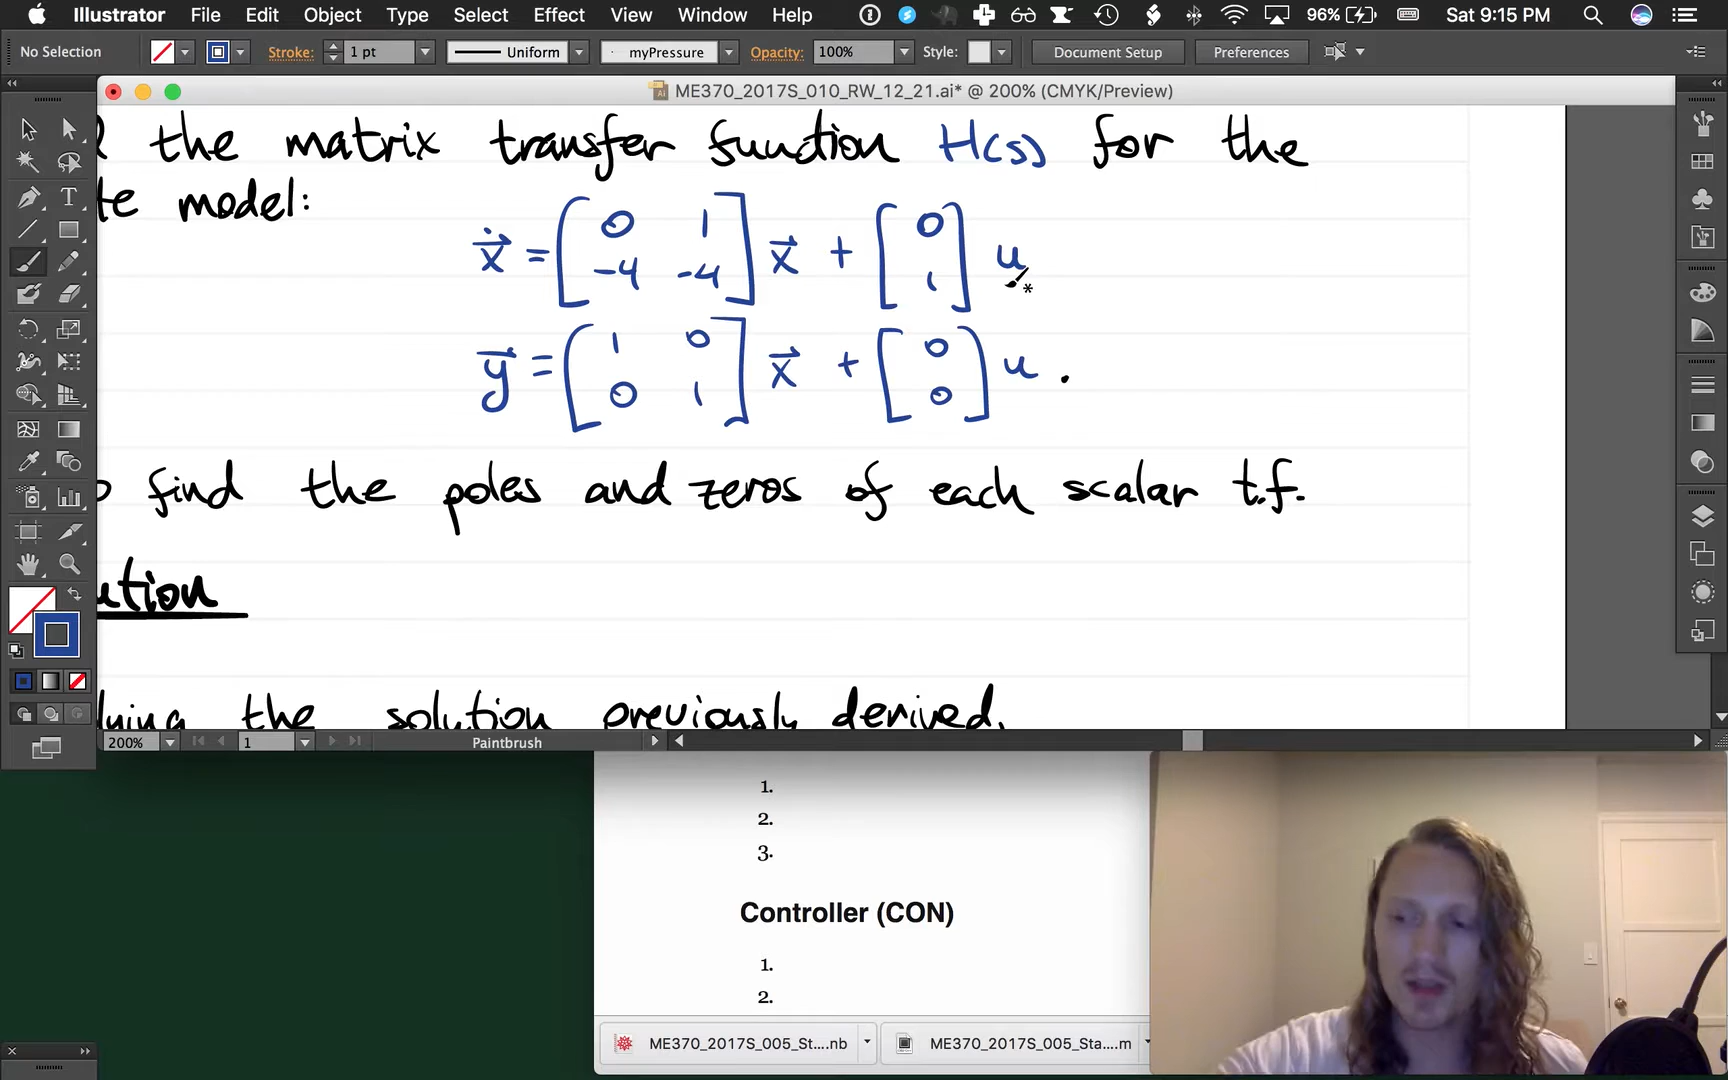 Illustrator File Edit Object Type Select Effect View Window Help 96% Sat 9:15 PM
No Selection Stroke: 1 pt Uniform myPressure Opacity: 100% Style: Document Setup Preferences
ME370_2017S_010_RW_12_21.ai* @ 200% (CMYK/Preview)
the matrix transfer function H(s) for the
te model:
ẋ = [0 1; -4 -4] x + [0; 1] u
y = [1 0; 0 1] x + [0; 0] u .
find the poles and zeros of each scalar t.f.
ution
the solution previously derived,
200% 1 Paintbrush
1.
2.
3.
Controller (CON)
1.
2.
ME370_2017S_005_St....nb ME370_2017S_005_Sta....m